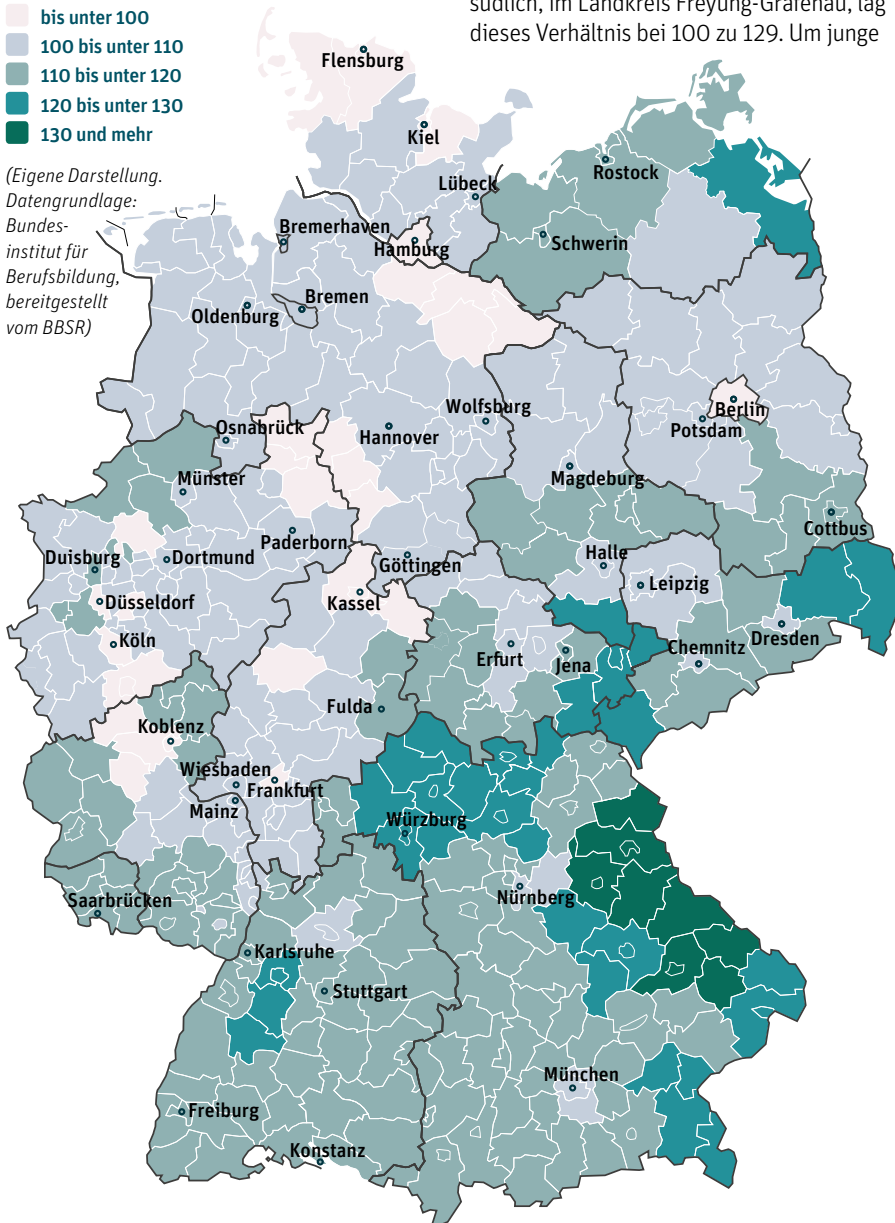 südlich, im Landkreis Freyung-Grafenau, lag
dieses Verhältnis bei 100 zu 129. Um junge
bis unter 100
100 bis unter 110
110 bis unter 120
120 bis unter 130
130 und mehr
(Eigene Darstellung.
Datengrundlage:
Bundes-
institut für
Berufsbildung,
bereitgestellt
vom BBSR)
Flensburg
Kiel
Lübeck
Rostock
Schwerin
Bremerhaven
Hamburg
Bremen
Oldenburg
Wolfsburg
Berlin
Potsdam
Osnabrück
Hannover
Münster
Magdeburg
Cottbus
Paderborn
Göttingen
Halle
Duisburg
Dortmund
Leipzig
Kassel
Düsseldorf
Köln
Erfurt
Jena
Chemnitz
Dresden
Fulda
Koblenz
Wiesbaden
Frankfurt
Mainz
Würzburg
Nürnberg
Saarbrücken
Karlsruhe
Stuttgart
München
Freiburg
Konstanz